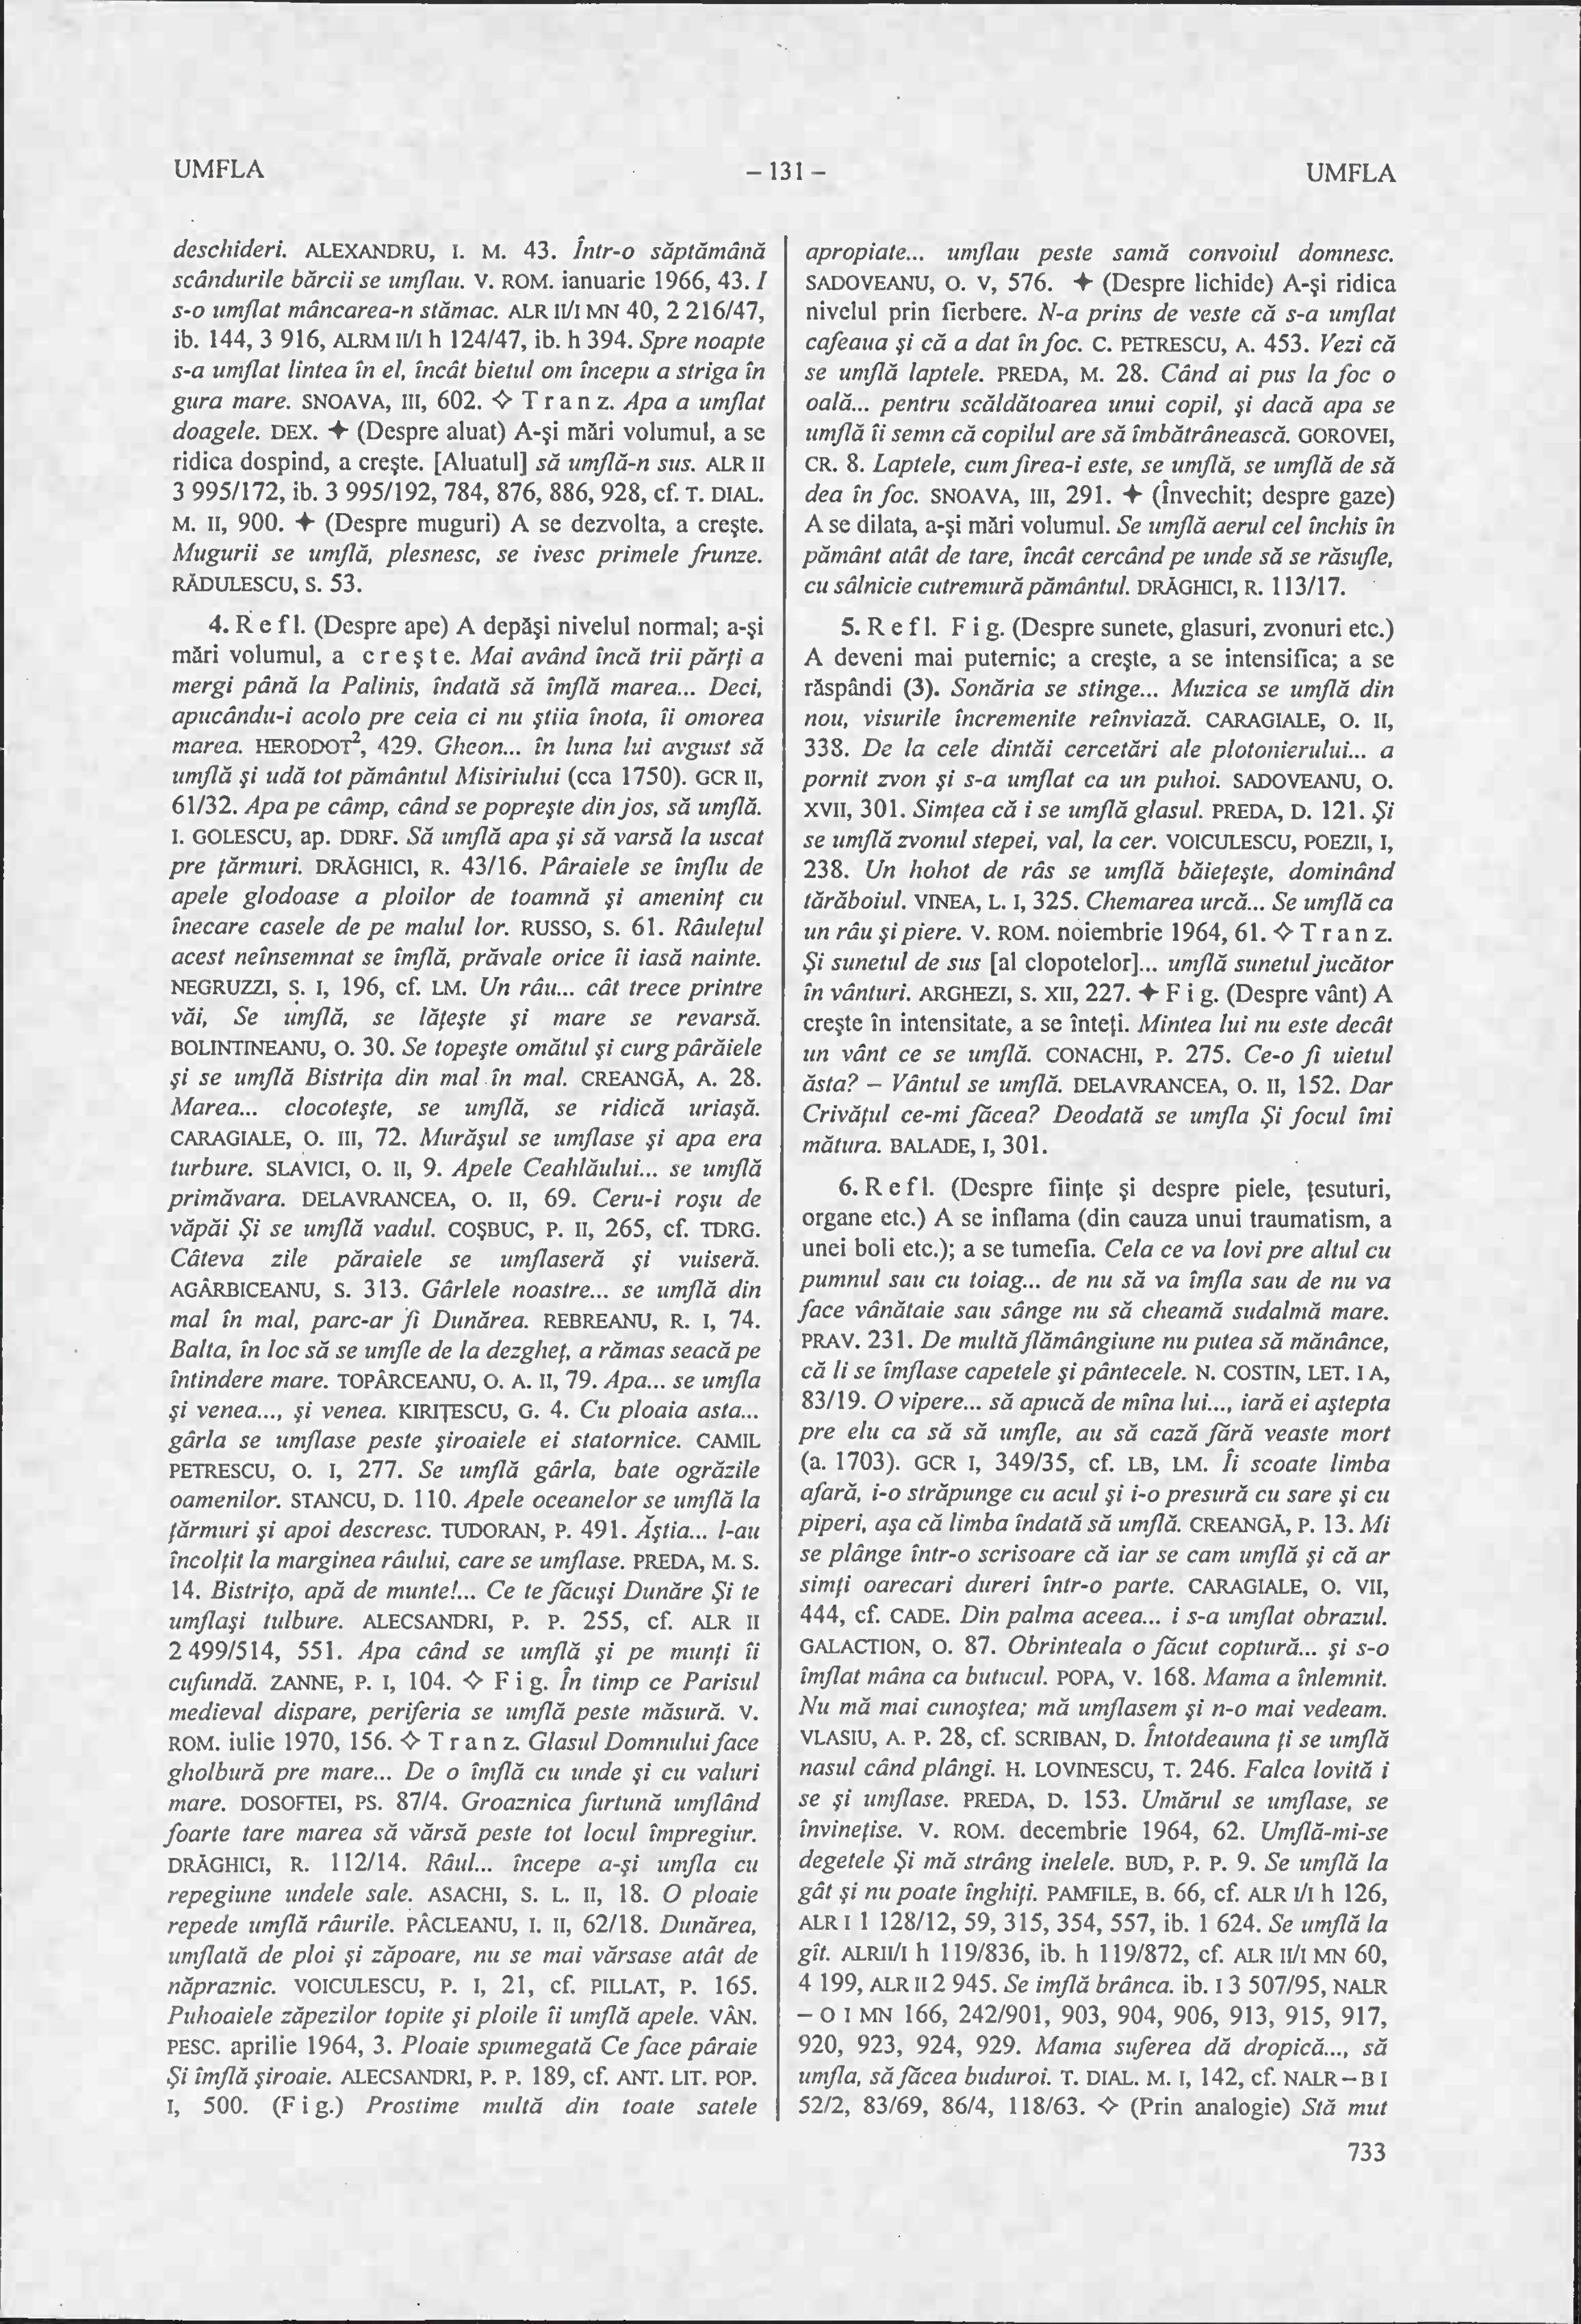 UMFLA
– 131 –
UMFLA
deschideri. ALEXANDRU, I. M. 43. Într-o săptămână
scândurile bărcii se umflau. V. ROM. ianuarie 1966, 43. I
s-o umflat mâncarea-n stămac. ALR II/I MN 40, 2 216/47,
ib. 144, 3 916, ALRM II/I h 124/47, ib. h 394. Spre noapte
s-a umflat lintea în el, încât bietul om începu a striga în
gura mare. SNOAVA, III, 602. ◇ Tranz. Apa a umflat
doagele. DEX. ✦ (Despre aluat) A-şi mări volumul, a se
ridica dospind, a creşte. [Aluatul] să umflă-n sus. ALR II
3 995/172, ib. 3 995/192, 784, 876, 886, 928, cf. T. DIAL.
M. II, 900. ✦ (Despre muguri) A se dezvolta, a creşte.
Mugurii se umflă, plesnesc, se ivesc primele frunze.
RĂDULESCU, S. 53.
4. Refl. (Despre ape) A depăşi nivelul normal; a-şi
mări volumul, a creşte. Mai având încă trii părţi a
mergi până la Palinis, îndată să îmflă marea... Deci,
apucându-i acolo pre ceia ci nu ştiia înota, îi omorea
marea. HERODOT², 429. Gheon... în luna lui avgust să
umflă şi udă tot pământul Misiriului (cca 1750). GCR II,
61/32. Apa pe câmp, când se popreşte din jos, să umflă.
I. GOLESCU, ap. DDRF. Să umflă apa şi să varsă la uscat
pre ţărmuri. DRĂGHICI, R. 43/16. Pâraiele se îmflu de
apele glodoase a ploilor de toamnă şi ameninţ cu
înecare casele de pe malul lor. RUSSO, S. 61. Râuleţul
acest neînsemnat se îmflă, prăvale orice îi iasă nainte.
NEGRUZZI, S. I, 196, cf. LM. Un râu... cât trece printre
văi, Se umflă, se lăţeşte şi mare se revarsă.
BOLINTINEANU, O. 30. Se topeşte omătul şi curg părăiele
şi se umflă Bistriţa din mal în mal. CREANGĂ, A. 28.
Marea... clocoteşte, se umflă, se ridică uriaşă.
CARAGIALE, O. III, 72. Murăşul se umflase şi apa era
turbure. SLAVICI, O. II, 9. Apele Ceahlăului... se umflă
primăvara. DELAVRANCEA, O. II, 69. Ceru-i roşu de
văpăi Şi se umflă vadul. COŞBUC, P. II, 265, cf. TDRG.
Câteva zile păraiele se umflaseră şi vuiseră.
AGÂRBICEANU, S. 313. Gârlele noastre... se umflă din
mal în mal, parc-ar fi Dunărea. REBREANU, R. I, 74.
Balta, în loc să se umfle de la dezgheţ, a rămas seacă pe
întindere mare. TOPÂRCEANU, O. A. II, 79. Apa... se umfla
şi venea..., şi venea. KIRIŢESCU, G. 4. Cu ploaia asta...
gârla se umflase peste şiroaiele ei statornice. CAMIL
PETRESCU, O. I, 277. Se umflă gârla, bate ogrăzile
oamenilor. STANCU, D. 110. Apele oceanelor se umflă la
ţărmuri şi apoi descresc. TUDORAN, P. 491. Ăştia... l-au
încolţit la marginea râului, care se umflase. PREDA, M. S.
14. Bistriţo, apă de munte!... Ce te făcuşi Dunăre Şi te
umflaşi tulbure. ALECSANDRI, P. P. 255, cf. ALR II
2 499/514, 551. Apa când se umflă şi pe munţi îi
cufundă. ZANNE, P. I, 104. ◇ Fig. În timp ce Parisul
medieval dispare, periferia se umflă peste măsură. V.
ROM. iulie 1970, 156. ◇ Tranz. Glasul Domnului face
gholbură pre mare... De o îmflă cu unde şi cu valuri
mare. DOSOFTEI, PS. 87/4. Groaznica furtună umflând
foarte tare marea să vărsă peste tot locul împregiur.
DRĂGHICI, R. 112/14. Râul... începe a-şi umfla cu
repegiune undele sale. ASACHI, S. L. II, 18. O ploaie
repede umflă râurile. PÂCLEANU, I. II, 62/18. Dunărea,
umflată de ploi şi zăpoare, nu se mai vărsase atât de
năpraznic. VOICULESCU, P. I, 21, cf. PILLAT, P. 165.
Puhoaiele zăpezilor topite şi ploile îi umflă apele. VÂN.
PESC. aprilie 1964, 3. Ploaie spumegată Ce face pâraie
Şi îmflă şiroaie. ALECSANDRI, P. P. 189, cf. ANT. LIT. POP.
I, 500. (Fig.) Prostime multă din toate satele
apropiate... umflau peste samă convoiul domnesc.
SADOVEANU, O. V, 576. ✦ (Despre lichide) A-şi ridica
nivelul prin fierbere. N-a prins de veste că s-a umflat
cafeaua şi că a dat în foc. C. PETRESCU, A. 453. Vezi că
se umflă laptele. PREDA, M. 28. Când ai pus la foc o
oală... pentru scăldătoarea unui copil, şi dacă apa se
umflă îi semn că copilul are să îmbătrânească. GOROVEI,
CR. 8. Laptele, cum firea-i este, se umflă, se umflă de să
dea în foc. SNOAVA, III, 291. ✦ (Învechit; despre gaze)
A se dilata, a-şi mări volumul. Se umflă aerul cel închis în
pământ atât de tare, încât cercând pe unde să se răsufle,
cu sâlnicie cutremură pământul. DRĂGHICI, R. 113/17.
5. Refl. Fig. (Despre sunete, glasuri, zvonuri etc.)
A deveni mai puternic; a creşte, a se intensifica; a se
răspândi (3). Sonăria se stinge... Muzica se umflă din
nou, visurile încremenite reînviază. CARAGIALE, O. II,
338. De la cele dintăi cercetări ale plotonierului... a
pornit zvon şi s-a umflat ca un puhoi. SADOVEANU, O.
XVII, 301. Simţea că i se umflă glasul. PREDA, D. 121. Şi
se umflă zvonul stepei, val, la cer. VOICULESCU, POEZII, I,
238. Un hohot de râs se umflă băieţeşte, dominând
tărăboiul. VINEA, L. I, 325. Chemarea urcă... Se umflă ca
un râu şi piere. V. ROM. noiembrie 1964, 61. ◇ Tranz.
Şi sunetul de sus [al clopotelor]... umflă sunetul jucător
în vânturi. ARGHEZI, S. XII, 227. ✦ Fig. (Despre vânt) A
creşte în intensitate, a se înteţi. Mintea lui nu este decât
un vânt ce se umflă. CONACHI, P. 275. Ce-o fi uietul
ăsta? – Vântul se umflă. DELAVRANCEA, O. II, 152. Dar
Crivăţul ce-mi făcea? Deodată se umfla Şi focul îmi
mătura. BALADE, I, 301.
6. Refl. (Despre fiinţe şi despre piele, ţesuturi,
organe etc.) A se inflama (din cauza unui traumatism, a
unei boli etc.); a se tumefia. Cela ce va lovi pre altul cu
pumnul sau cu toiag... de nu să va îmfla sau de nu va
face vânătaie sau sânge nu să cheamă sudalmă mare.
PRAV. 231. De multă flămângiune nu putea să mănânce,
că li se îmflase capetele şi pântecele. N. COSTIN, LET. I A,
83/19. O vipere... să apucă de mîna lui..., iară ei aştepta
pre elu ca să să umfle, au să cază fără veaste mort
(a. 1703). GCR I, 349/35, cf. LB, LM. Îi scoate limba
afară, i-o străpunge cu acul şi i-o presură cu sare şi cu
piperi, aşa că limba îndată să umflă. CREANGĂ, P. 13. Mi
se plânge într-o scrisoare că iar se cam umflă şi că ar
simţi oarecari dureri într-o parte. CARAGIALE, O. VII,
444, cf. CADE. Din palma aceea... i s-a umflat obrazul.
GALACTION, O. 87. Obrinteala o făcut coptură... şi s-o
îmflat mâna ca butucul. POPA, V. 168. Mama a înlemnit.
Nu mă mai cunoştea; mă umflasem şi n-o mai vedeam.
VLASIU, A. P. 28, cf. SCRIBAN, D. Întotdeauna ţi se umflă
nasul când plângi. H. LOVINESCU, T. 246. Falca lovită i
se şi umflase. PREDA, D. 153. Umărul se umflase, se
învineţise. V. ROM. decembrie 1964, 62. Umflă-mi-se
degetele Şi mă strâng inelele. BUD, P. P. 9. Se umflă la
gât şi nu poate înghiţi. PAMFILE, B. 66, cf. ALR I/I h 126,
ALR I 1 128/12, 59, 315, 354, 557, ib. 1 624. Se umflă la
gît. ALRII/I h 119/836, ib. h 119/872, cf. ALR II/I MN 60,
4 199, ALR II 2 945. Se imflă brânca. ib. I 3 507/95, NALR
– O I MN 166, 242/901, 903, 904, 906, 913, 915, 917,
920, 923, 924, 929. Mama suferea dă dropică..., să
umfla, să făcea buduroi. T. DIAL. M. I, 142, cf. NALR – B I
52/2, 83/69, 86/4, 118/63. ◇ (Prin analogie) Stă mut
733